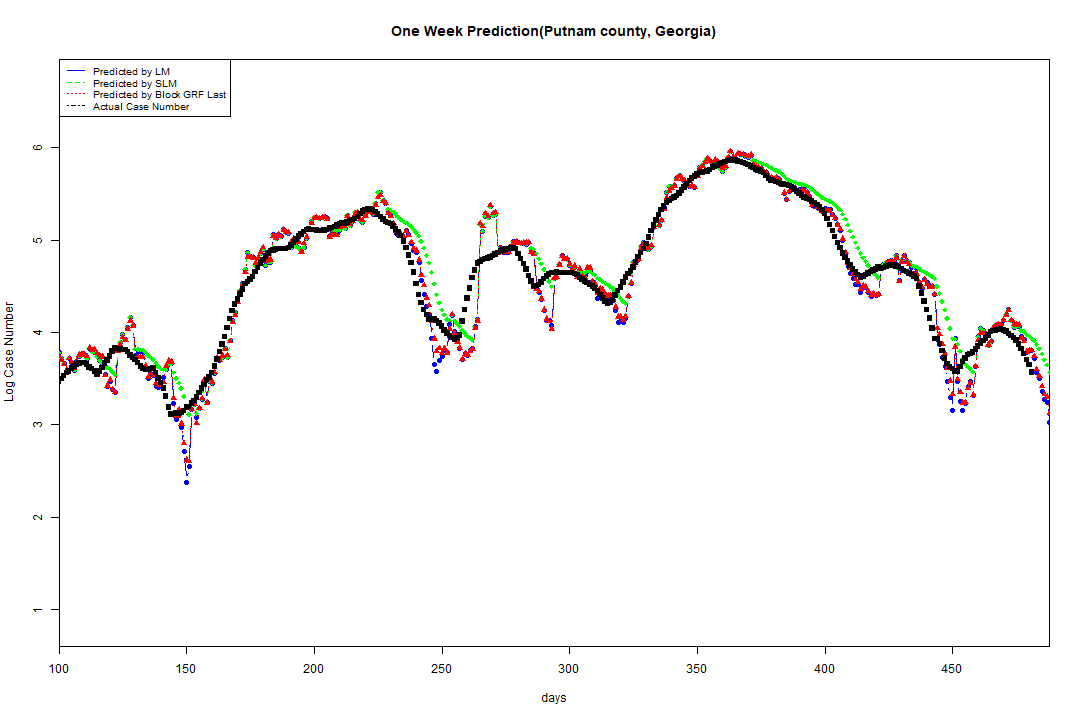 One Week Prediction(Putnam county, Georgia)
Predicted by LM
Predicted by SLM
Predicted by Block GRF Last
Actual Case Number
Log Case Number
6
5
4
3
2
1
100 150 200 250 300 350 400 450
days